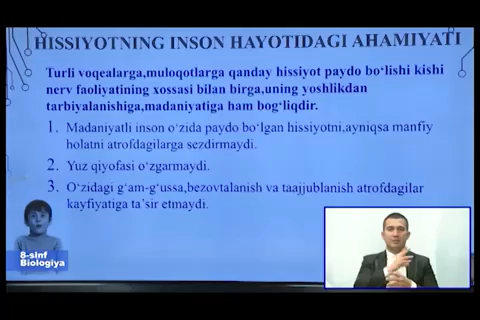 HISSIYOTNING INSON HAYOTIDAGI AHAMIYATI
Turli voqealarga,muloqotlarga qanday hissiyot paydo bo‘lishi kishi
nerv faoliyatining xossasi bilan birga,uning yoshlikdan
tarbiyalanishiga,madaniyatiga ham bog‘liqdir.
1. Madaniyatli inson o‘zida paydo bo‘lgan hissiyotni,ayniqsa manfiy
holatni atrofdagilarga sezdirmaydi.
2. Yuz qiyofasi o‘zgarmaydi.
3. O‘zidagi g‘am-g‘ussa,bezovtalanish va taajjublanish atrofdagilar
kayfiyatiga ta’sir etmaydi.
8-sinf
Biologiya